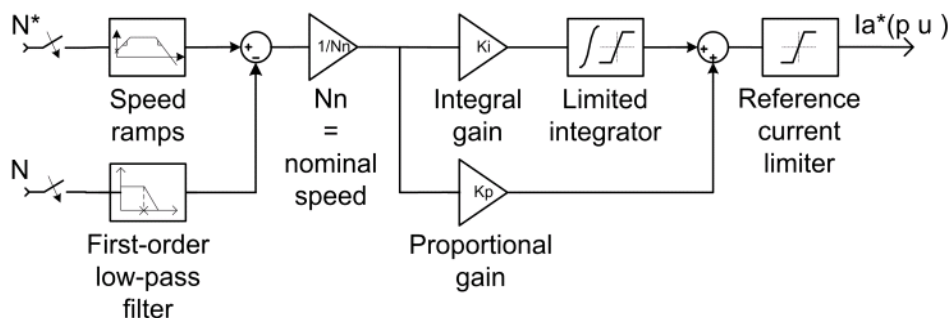 N*
Ia*(p u )
+
−
1/Nn
Ki
+
+
Speed
ramps
Nn
=
nominal
speed
Integral
gain
Limited
integrator
Reference
current
limiter
N
Kp
First-order
low-pass
filter
Proportional
gain